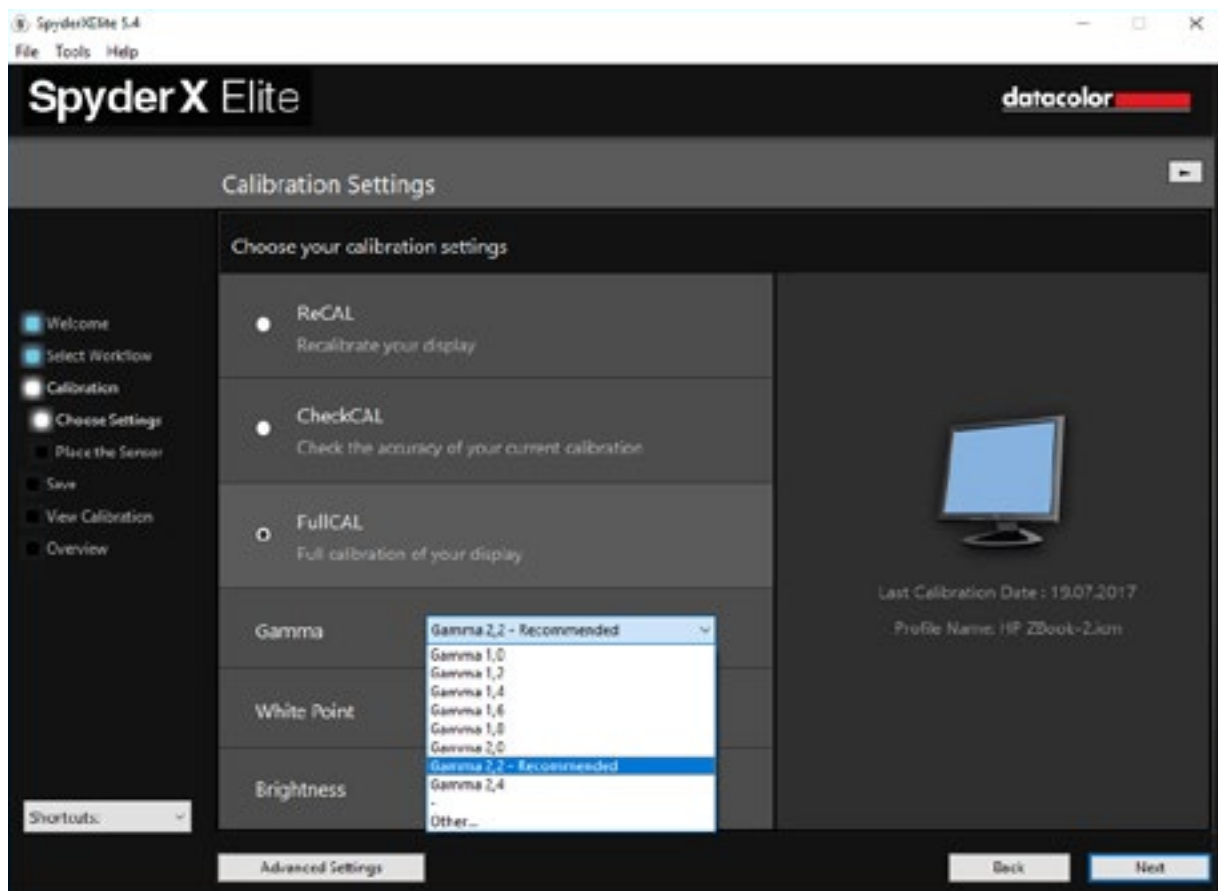 SpyderXElite 5.4
File Tools Help
SpyderX Elite
datacolor
Calibration Settings
Choose your calibration settings
Welcome
Select Workflow
Calibration
Choose Settings
Place the Sensor
Save
View Calibration
Overview
Shortcuts:
ReCAL
Recalibrate your display
CheckCAL
Check the accuracy of your current calibration
FullCAL
Full calibration of your display
Gamma
Gamma 2,2 - Recommended
Gamma 1,0
Gamma 1,2
Gamma 1,4
Gamma 1,6
Gamma 1,8
Gamma 2,0
Gamma 2,2 - Recommended
Gamma 2,4
-
Other...
White Point
Brightness
Last Calibration Date : 19.07.2017
Profile Name: HP ZBook-2.icm
Advanced Settings
Back
Next